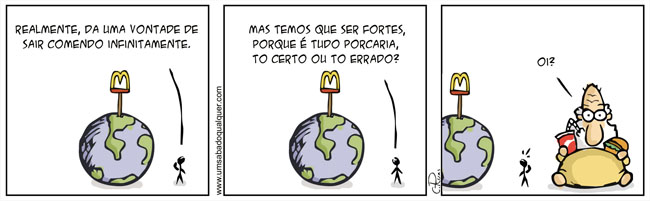 REALMENTE, DA UMA VONTADE DE
SAIR COMENDO INFINITAMENTE.
www.umsabadoqualquer.com
MAS TEMOS QUE SER FORTES,
PORQUE É TUDO PORCARIA,
TO CERTO OU TO ERRADO?
OI?